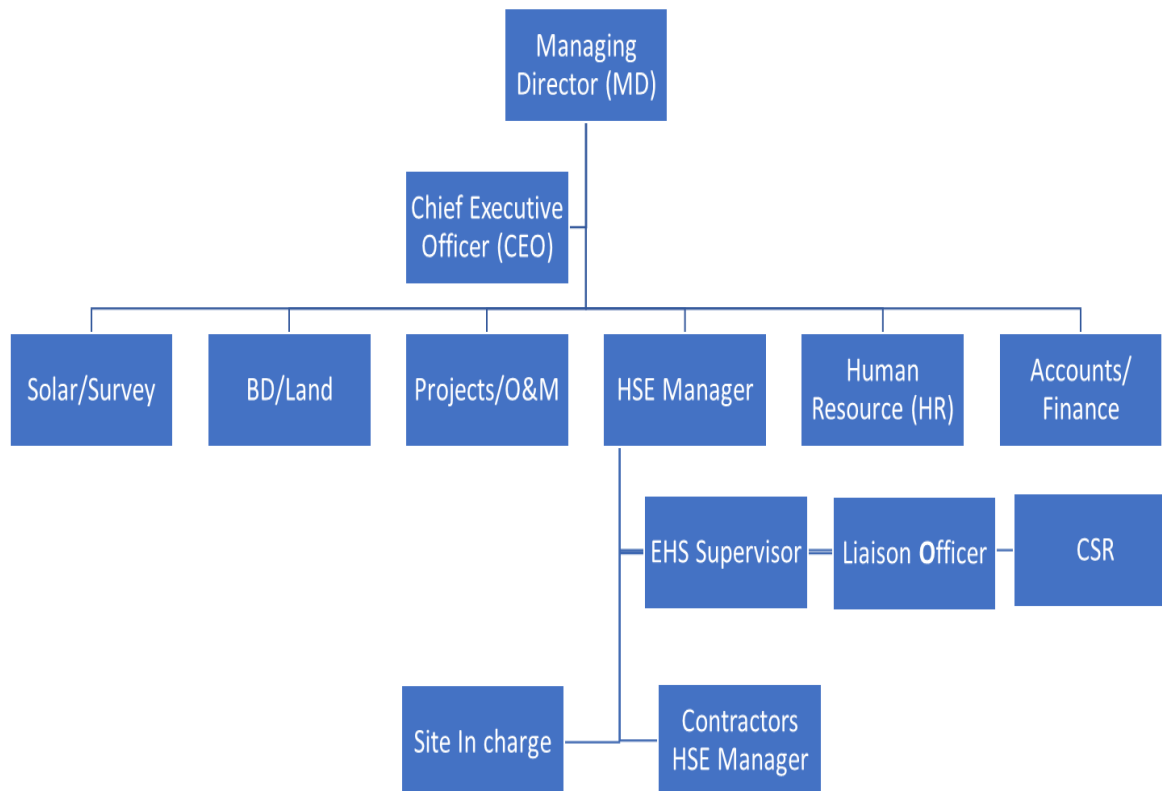 Managing
Director (MD)
Chief Executive
Officer (CEO)
Solar/Survey
BD/Land
Projects/O&M
HSE Manager
Human
Resource (HR)
Accounts/
Finance
EHS Supervisor
Liaison Officer
CSR
Site In charge
Contractors
HSE Manager